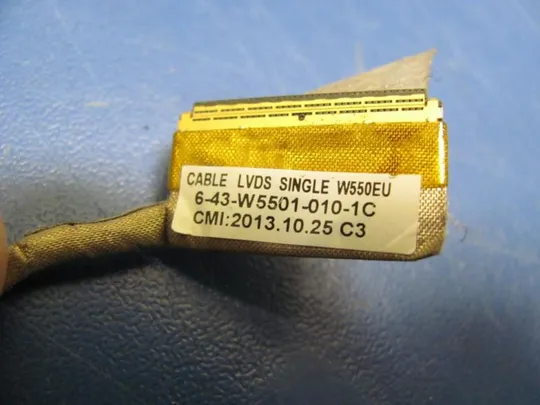 CABLE LVDS SINGLE W550EU
6-43-W5501-010-1C
CMI:2013.10.25 C3